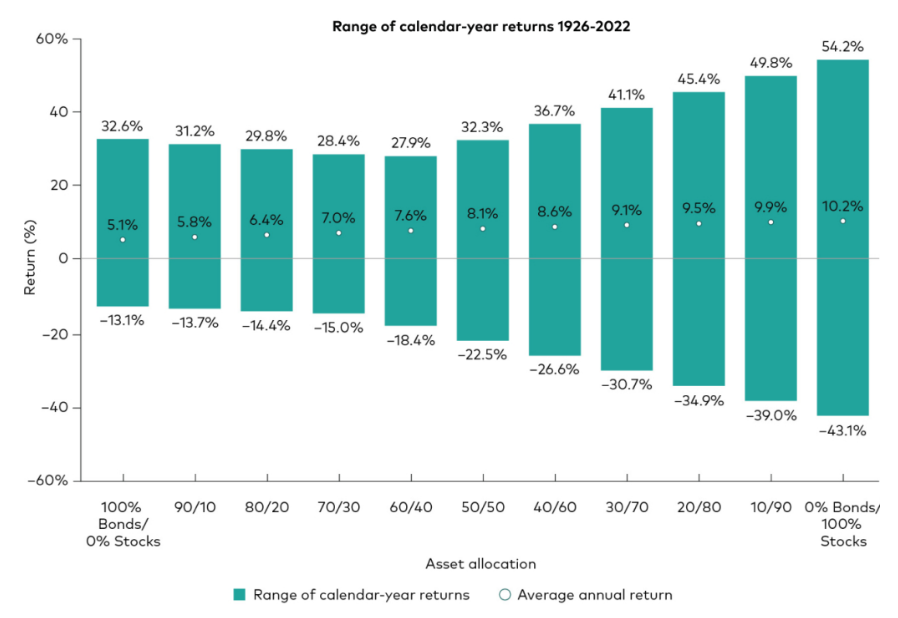 Range of calendar-year returns 1926-2022
60%
40
20
0
−20
−40
−60%
Return (%)
32.6% 31.2% 29.8% 28.4% 27.9% 32.3% 36.7% 41.1% 45.4% 49.8% 54.2%
5.1% 5.8% 6.4% 7.0% 7.6% 8.1% 8.6% 9.1% 9.5% 9.9% 10.2%
−13.1% −13.7% −14.4% −15.0% −18.4% −22.5% −26.6% −30.7% −34.9% −39.0% −43.1%
100% 90/10 80/20 70/30 60/40 50/50 40/60 30/70 20/80 10/90 0% Bonds/
Bonds/ 100%
0% Stocks Stocks
Asset allocation
Range of calendar-year returns Average annual return